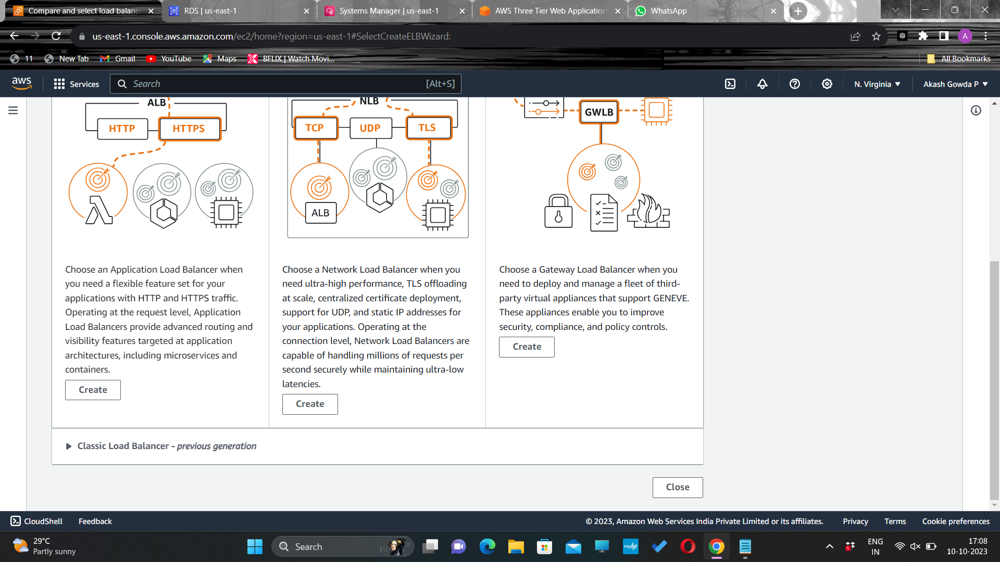 Compare and select load balanc
RDS | us-east-1
Systems Manager | us-east-1
AWS Three Tier Web Application
WhatsApp
us-east-1.console.aws.amazon.com/ec2/home?region=us-east-1#SelectCreateELBWizard:
A
11
New Tab
Gmail
YouTube
Maps
BFLIX | Watch Movi...
All Bookmarks
aws
Services
Search
[Alt+S]
N. Virginia
Akash Gowda P
ALB
HTTP
HTTPS
NLB
TCP
UDP
TLS
ALB
GWLB
Choose an Application Load Balancer when
you need a flexible feature set for your
applications with HTTP and HTTPS traffic.
Operating at the request level, Application
Load Balancers provide advanced routing and
visibility features targeted at application
architectures, including microservices and
containers.
Create
Choose a Network Load Balancer when you
need ultra-high performance, TLS offloading
at scale, centralized certificate deployment,
support for UDP, and static IP addresses for
your applications. Operating at the
connection level, Network Load Balancers are
capable of handling millions of requests per
second securely while maintaining ultra-low
latencies.
Create
Choose a Gateway Load Balancer when you
need to deploy and manage a fleet of third-
party virtual appliances that support GENEVE.
These appliances enable you to improve
security, compliance, and policy controls.
Create
Classic Load Balancer - previous generation
Close
CloudShell
Feedback
© 2023, Amazon Web Services India Private Limited or its affiliates.
Privacy
Terms
Cookie preferences
29°C
Partly sunny
Search
myhp
1
ENG
IN
17:08
10-10-2023